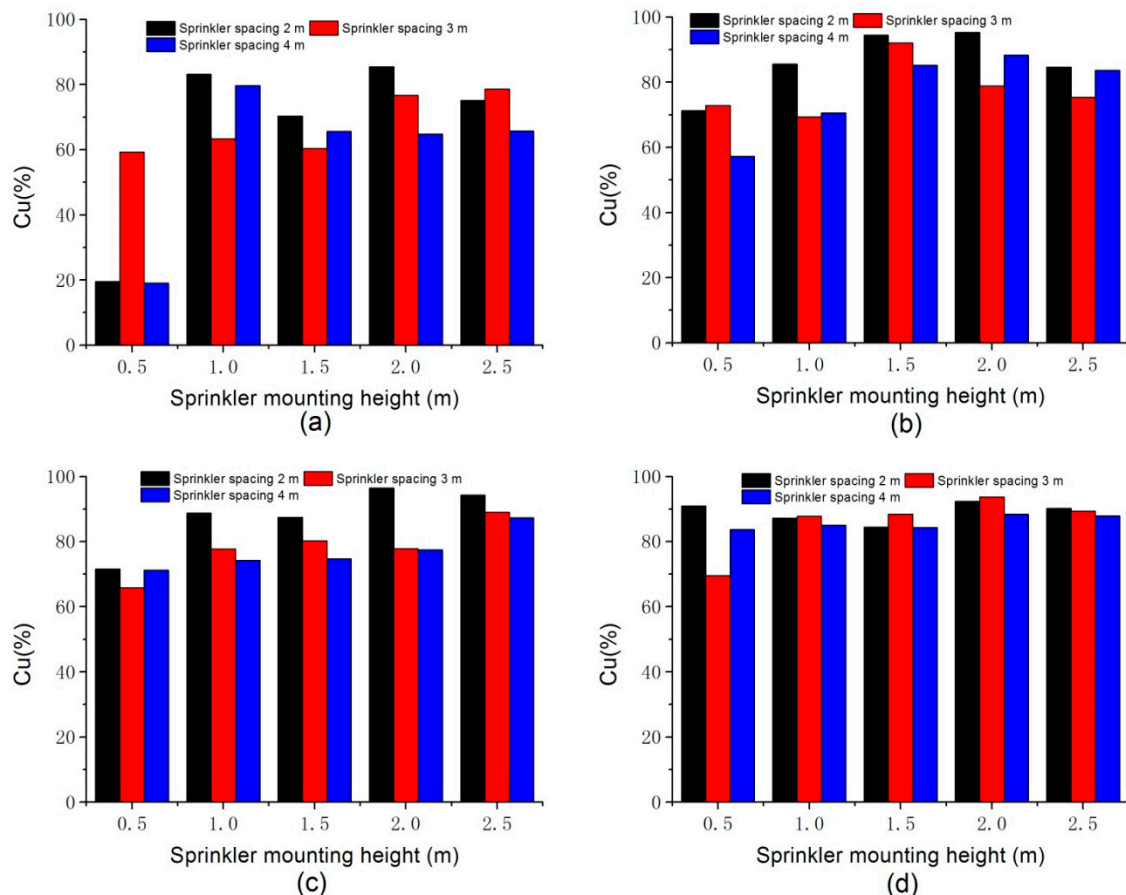 Sprinkler spacing 2 m Sprinkler spacing 3 m
Sprinkler spacing 4 m
100
80
60
40
20
0
Cu(%)
0.5 1.0 1.5 2.0 2.5
Sprinkler mounting height (m)
(a)
Sprinkler spacing 2 m Sprinkler spacing 3 m
Sprinkler spacing 4 m
100
80
60
40
20
0
Cu(%)
0.5 1.0 1.5 2.0 2.5
Sprinkler mounting height (m)
(b)
Sprinkler spacing 2 m Sprinkler spacing 3 m
Sprinkler spacing 4 m
100
80
60
40
20
0
Cu(%)
0.5 1.0 1.5 2.0 2.5
Sprinkler mounting height (m)
(c)
Sprinkler spacing 2 m Sprinkler spacing 3 m
Sprinkler spacing 4 m
100
80
60
40
20
0
Cu(%)
0.5 1.0 1.5 2.0 2.5
Sprinkler mounting height (m)
(d)